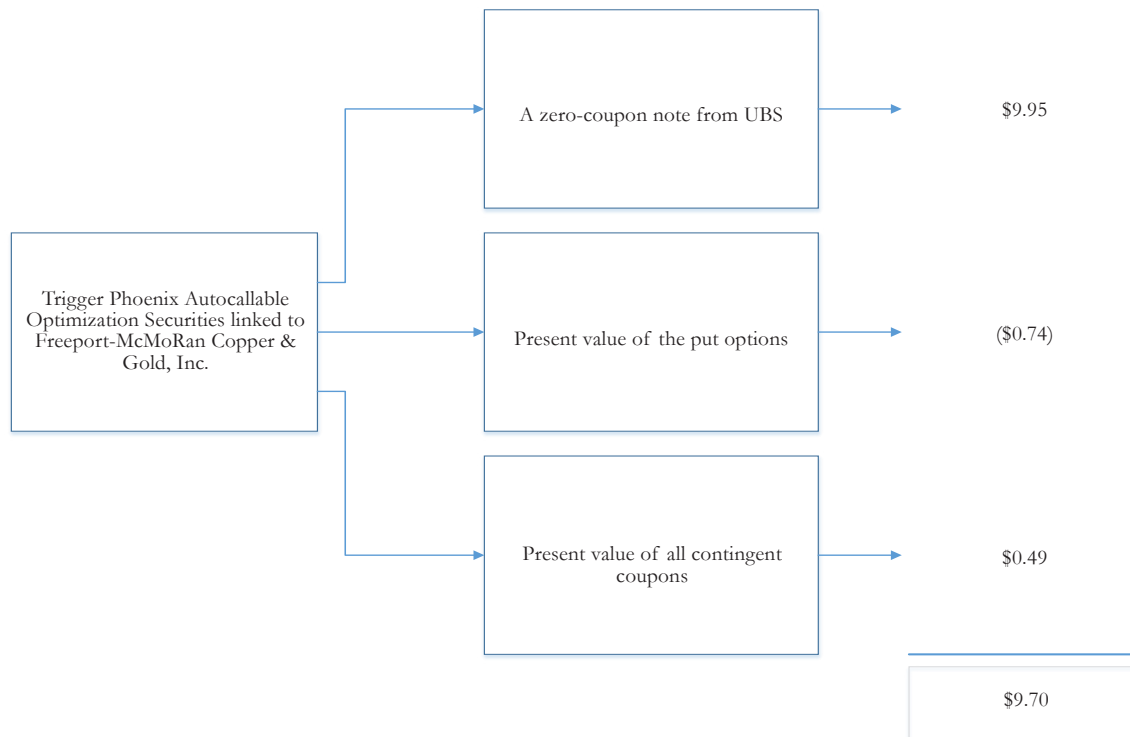 A zero-coupon note from UBS
$9.95
Trigger Phoenix Autocallable
Optimization Securities linked to
Freeport-McMoRan Copper &
Gold, Inc.
Present value of the put options
($0.74)
Present value of all contingent
coupons
$0.49
$9.70